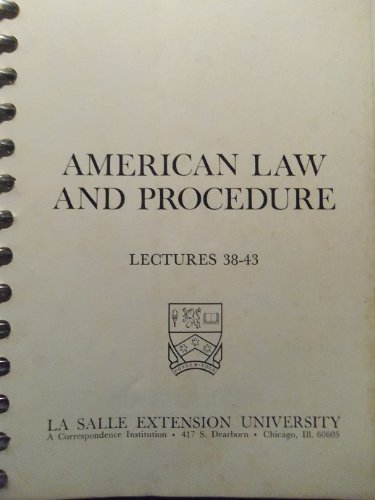 AMERICAN LAW
AND PROCEDURE
LECTURES 38-43
LA SALLE EXTENSION UNIVERSITY
A Correspondence Institution • 417 S. Dearborn • Chicago, Ill. 60605